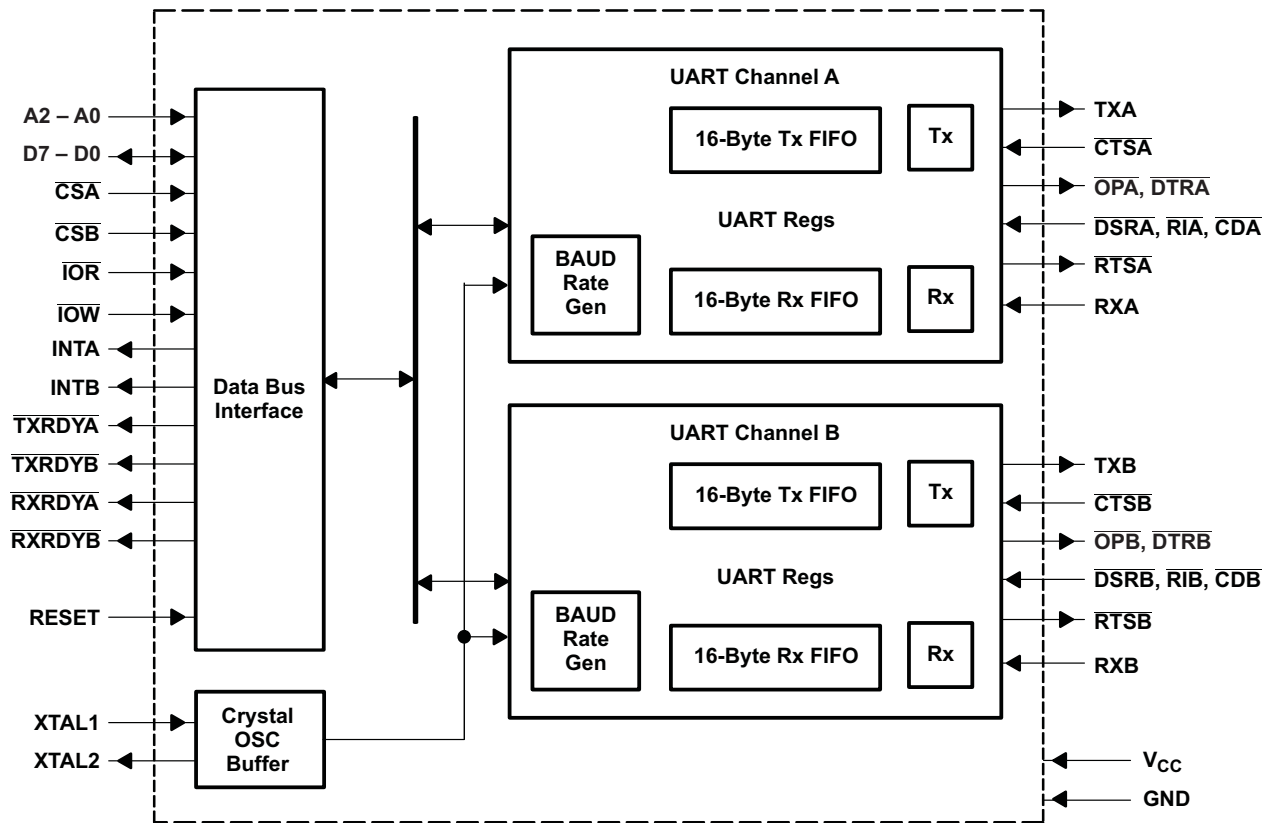 A2 – A0
D7 – D0
CSA
CSB
IOR
IOW
INTA
INTB
TXRDYA
TXRDYB
RXRDYA
RXRDYB
RESET
XTAL1
XTAL2
Data Bus
Interface
Crystal
OSC
Buffer
UART Channel A
16-Byte Tx FIFO
Tx
UART Regs
BAUD
Rate
Gen
16-Byte Rx FIFO
Rx
UART Channel B
16-Byte Tx FIFO
Tx
UART Regs
BAUD
Rate
Gen
16-Byte Rx FIFO
Rx
TXA
CTSA
OPA, DTRA
DSRA, RIA, CDA
RTSA
RXA
TXB
CTSB
OPB, DTRB
DSRB, RIB, CDB
RTSB
RXB
VCC
GND